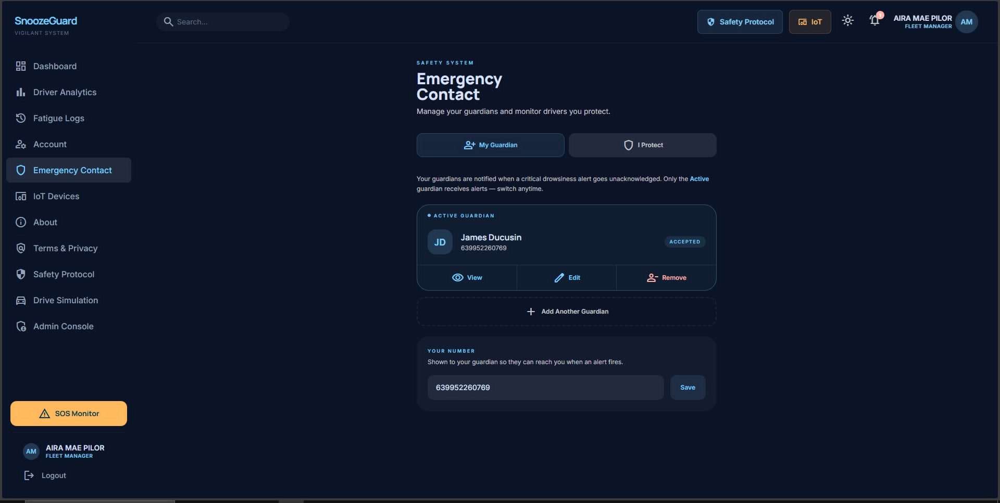 SnoozeGuard
VIGILANT SYSTEM
Search...
Safety Protocol
IoT
AIRA MAE PILOR
FLEET MANAGER
AM
Dashboard
Driver Analytics
Fatigue Logs
Account
Emergency Contact
IoT Devices
About
Terms & Privacy
Safety Protocol
Drive Simulation
Admin Console
SOS Monitor
AM
AIRA MAE PILOR
FLEET MANAGER
Logout
SAFETY SYSTEM
Emergency
Contact
Manage your guardians and monitor drivers you protect.
My Guardian
I Protect
Your guardians are notified when a critical drowsiness alert goes unacknowledged. Only the Active
guardian receives alerts — switch anytime.
ACTIVE GUARDIAN
JD
James Ducusin
639952260769
ACCEPTED
View
Edit
Remove
Add Another Guardian
YOUR NUMBER
Shown to your guardian so they can reach you when an alert fires.
639952260769
Save